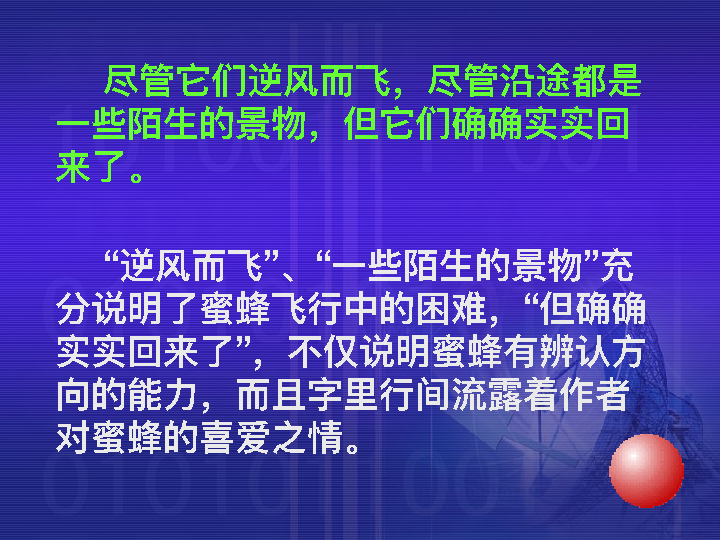 尽管它们逆风而飞，尽管沿途都是
一些陌生的景物，但它们确确实实回
来了。
“逆风而飞”、“一些陌生的景物”充
分说明了蜜蜂飞行中的困难，“但确确
实实回来了”，不仅说明蜜蜂有辨认方
向的能力，而且字里行间流露着作者
对蜜蜂的喜爱之情。